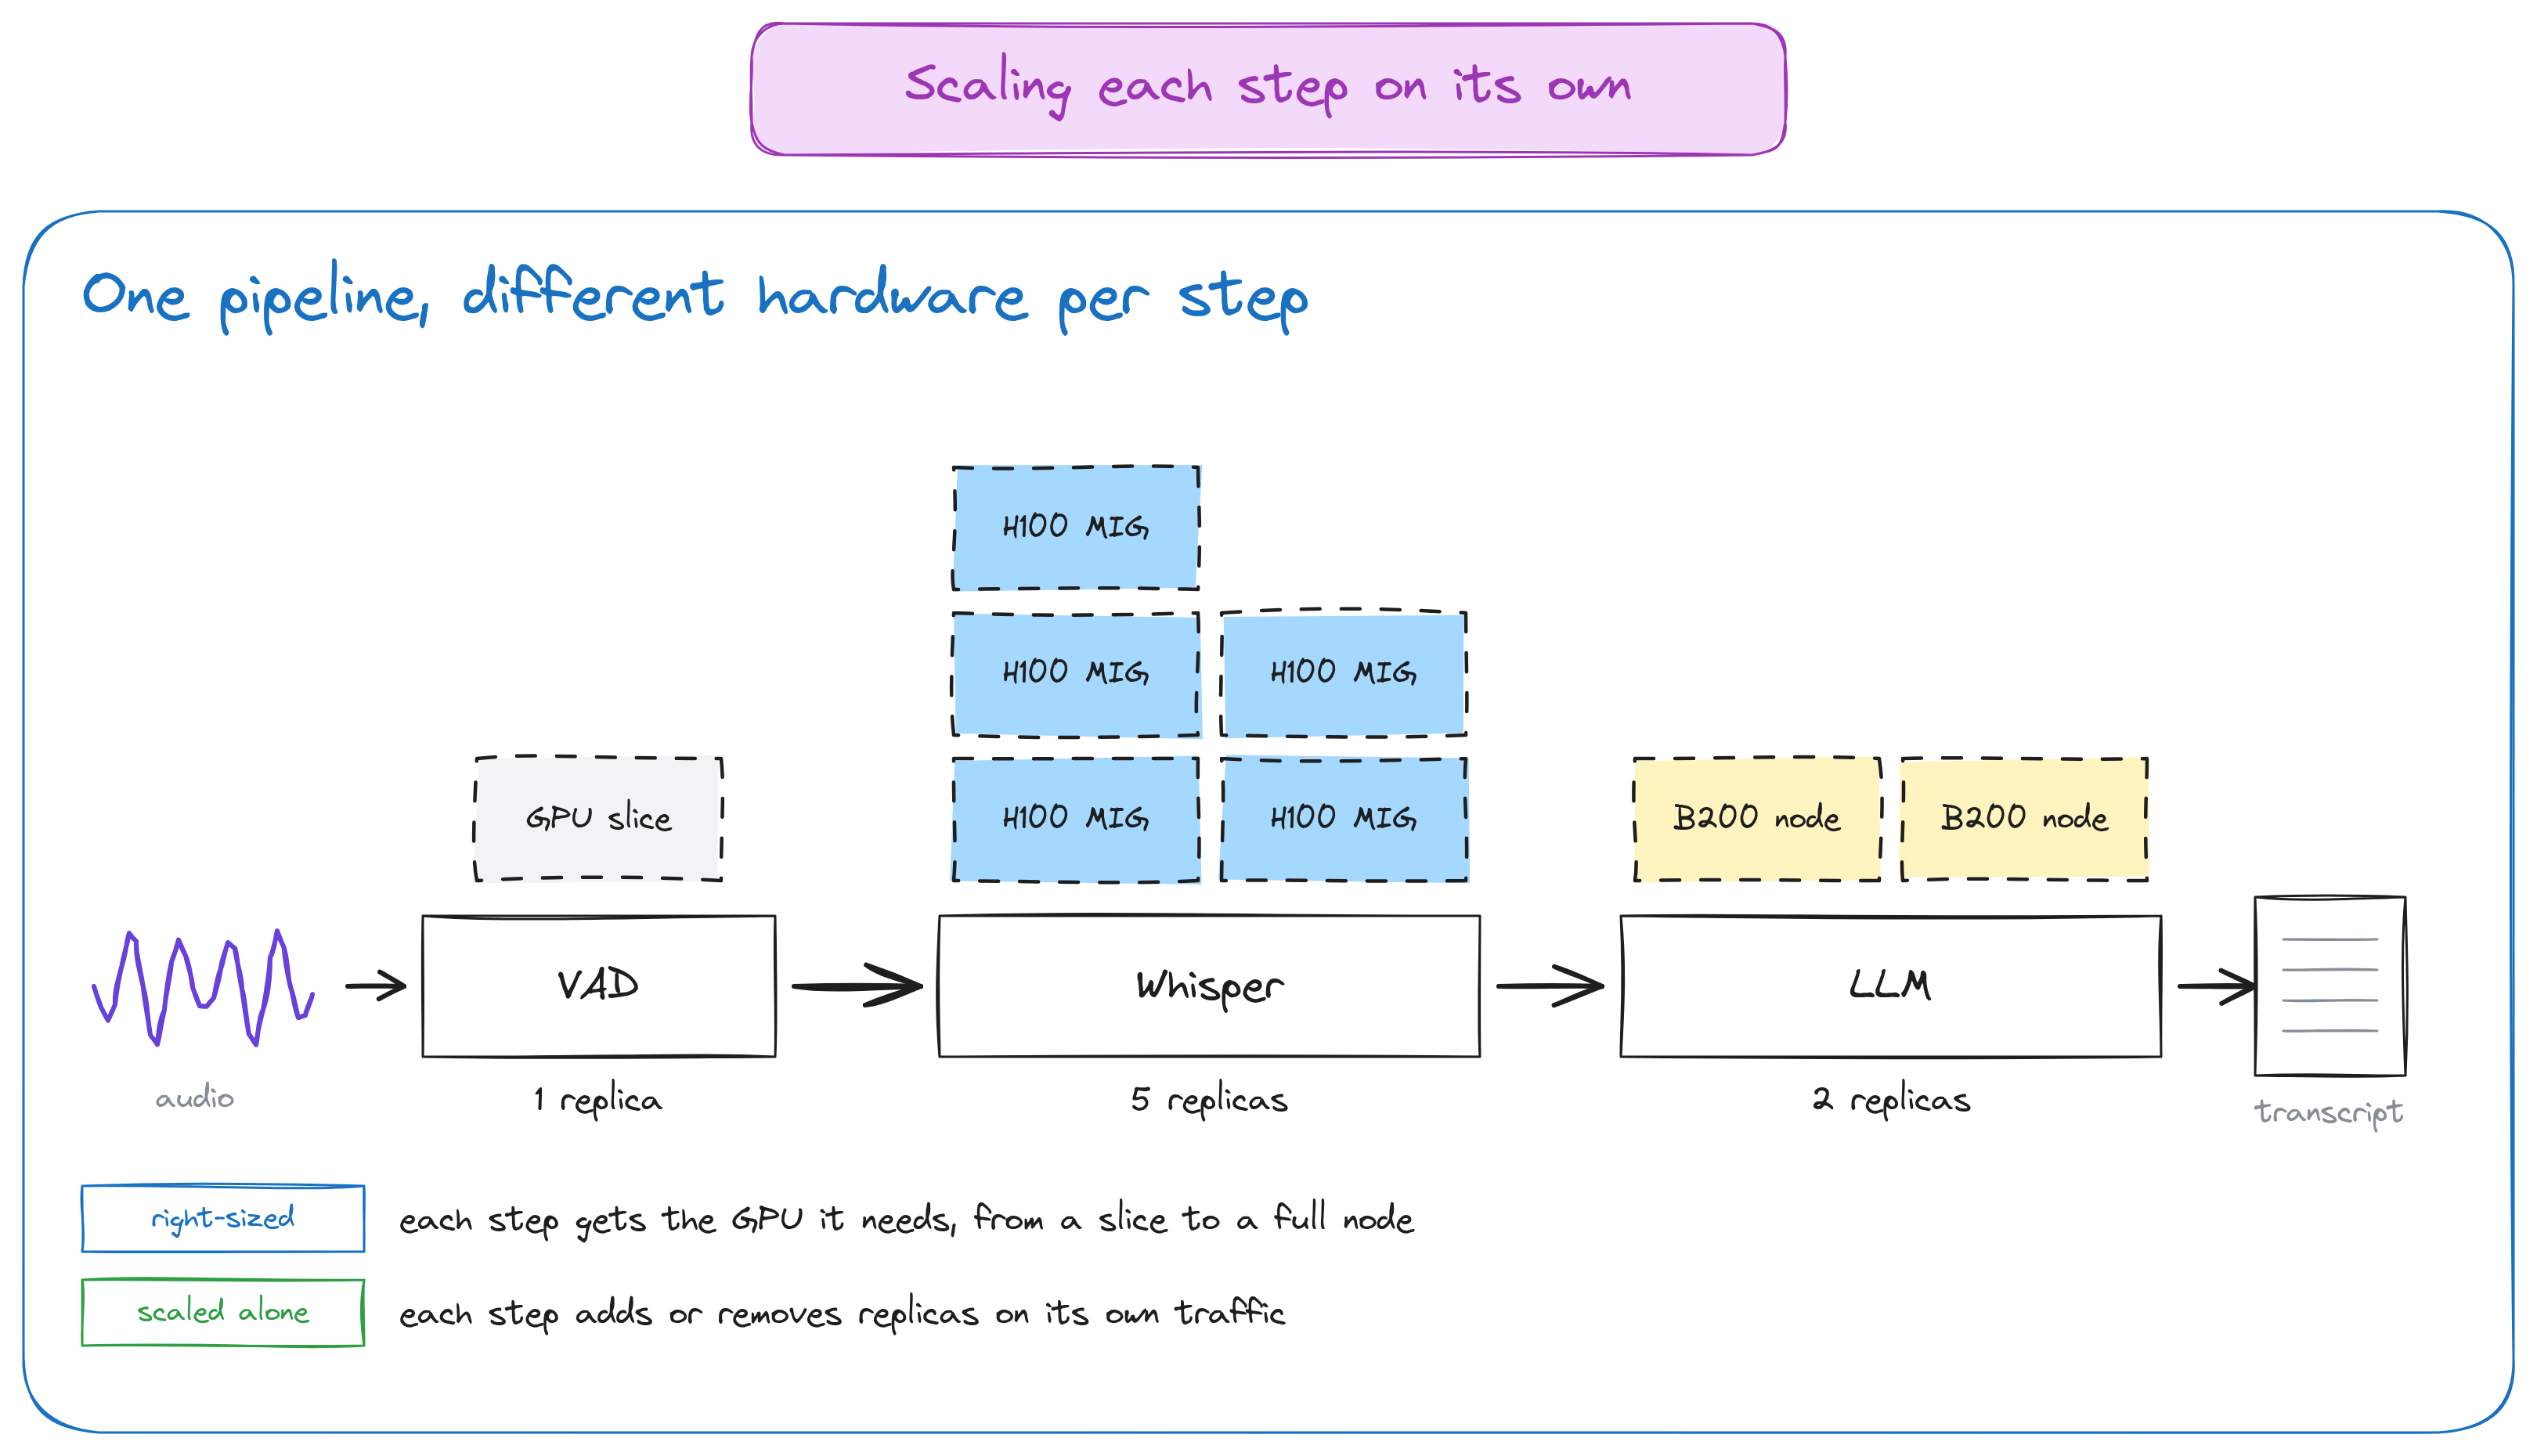 Scaling each step on its own
One pipeline, different hardware per step
H100 MIG
H100 MIG
H100 MIG
GPU slice
H100 MIG
H100 MIG
B200 node
B200 node
VAD
Whisper
LLM
audio
1 replica
5 replicas
2 replicas
transcript
right-sized
each step gets the GPU it needs, from a slice to a full node
scaled alone
each step adds or removes replicas on its own traffic